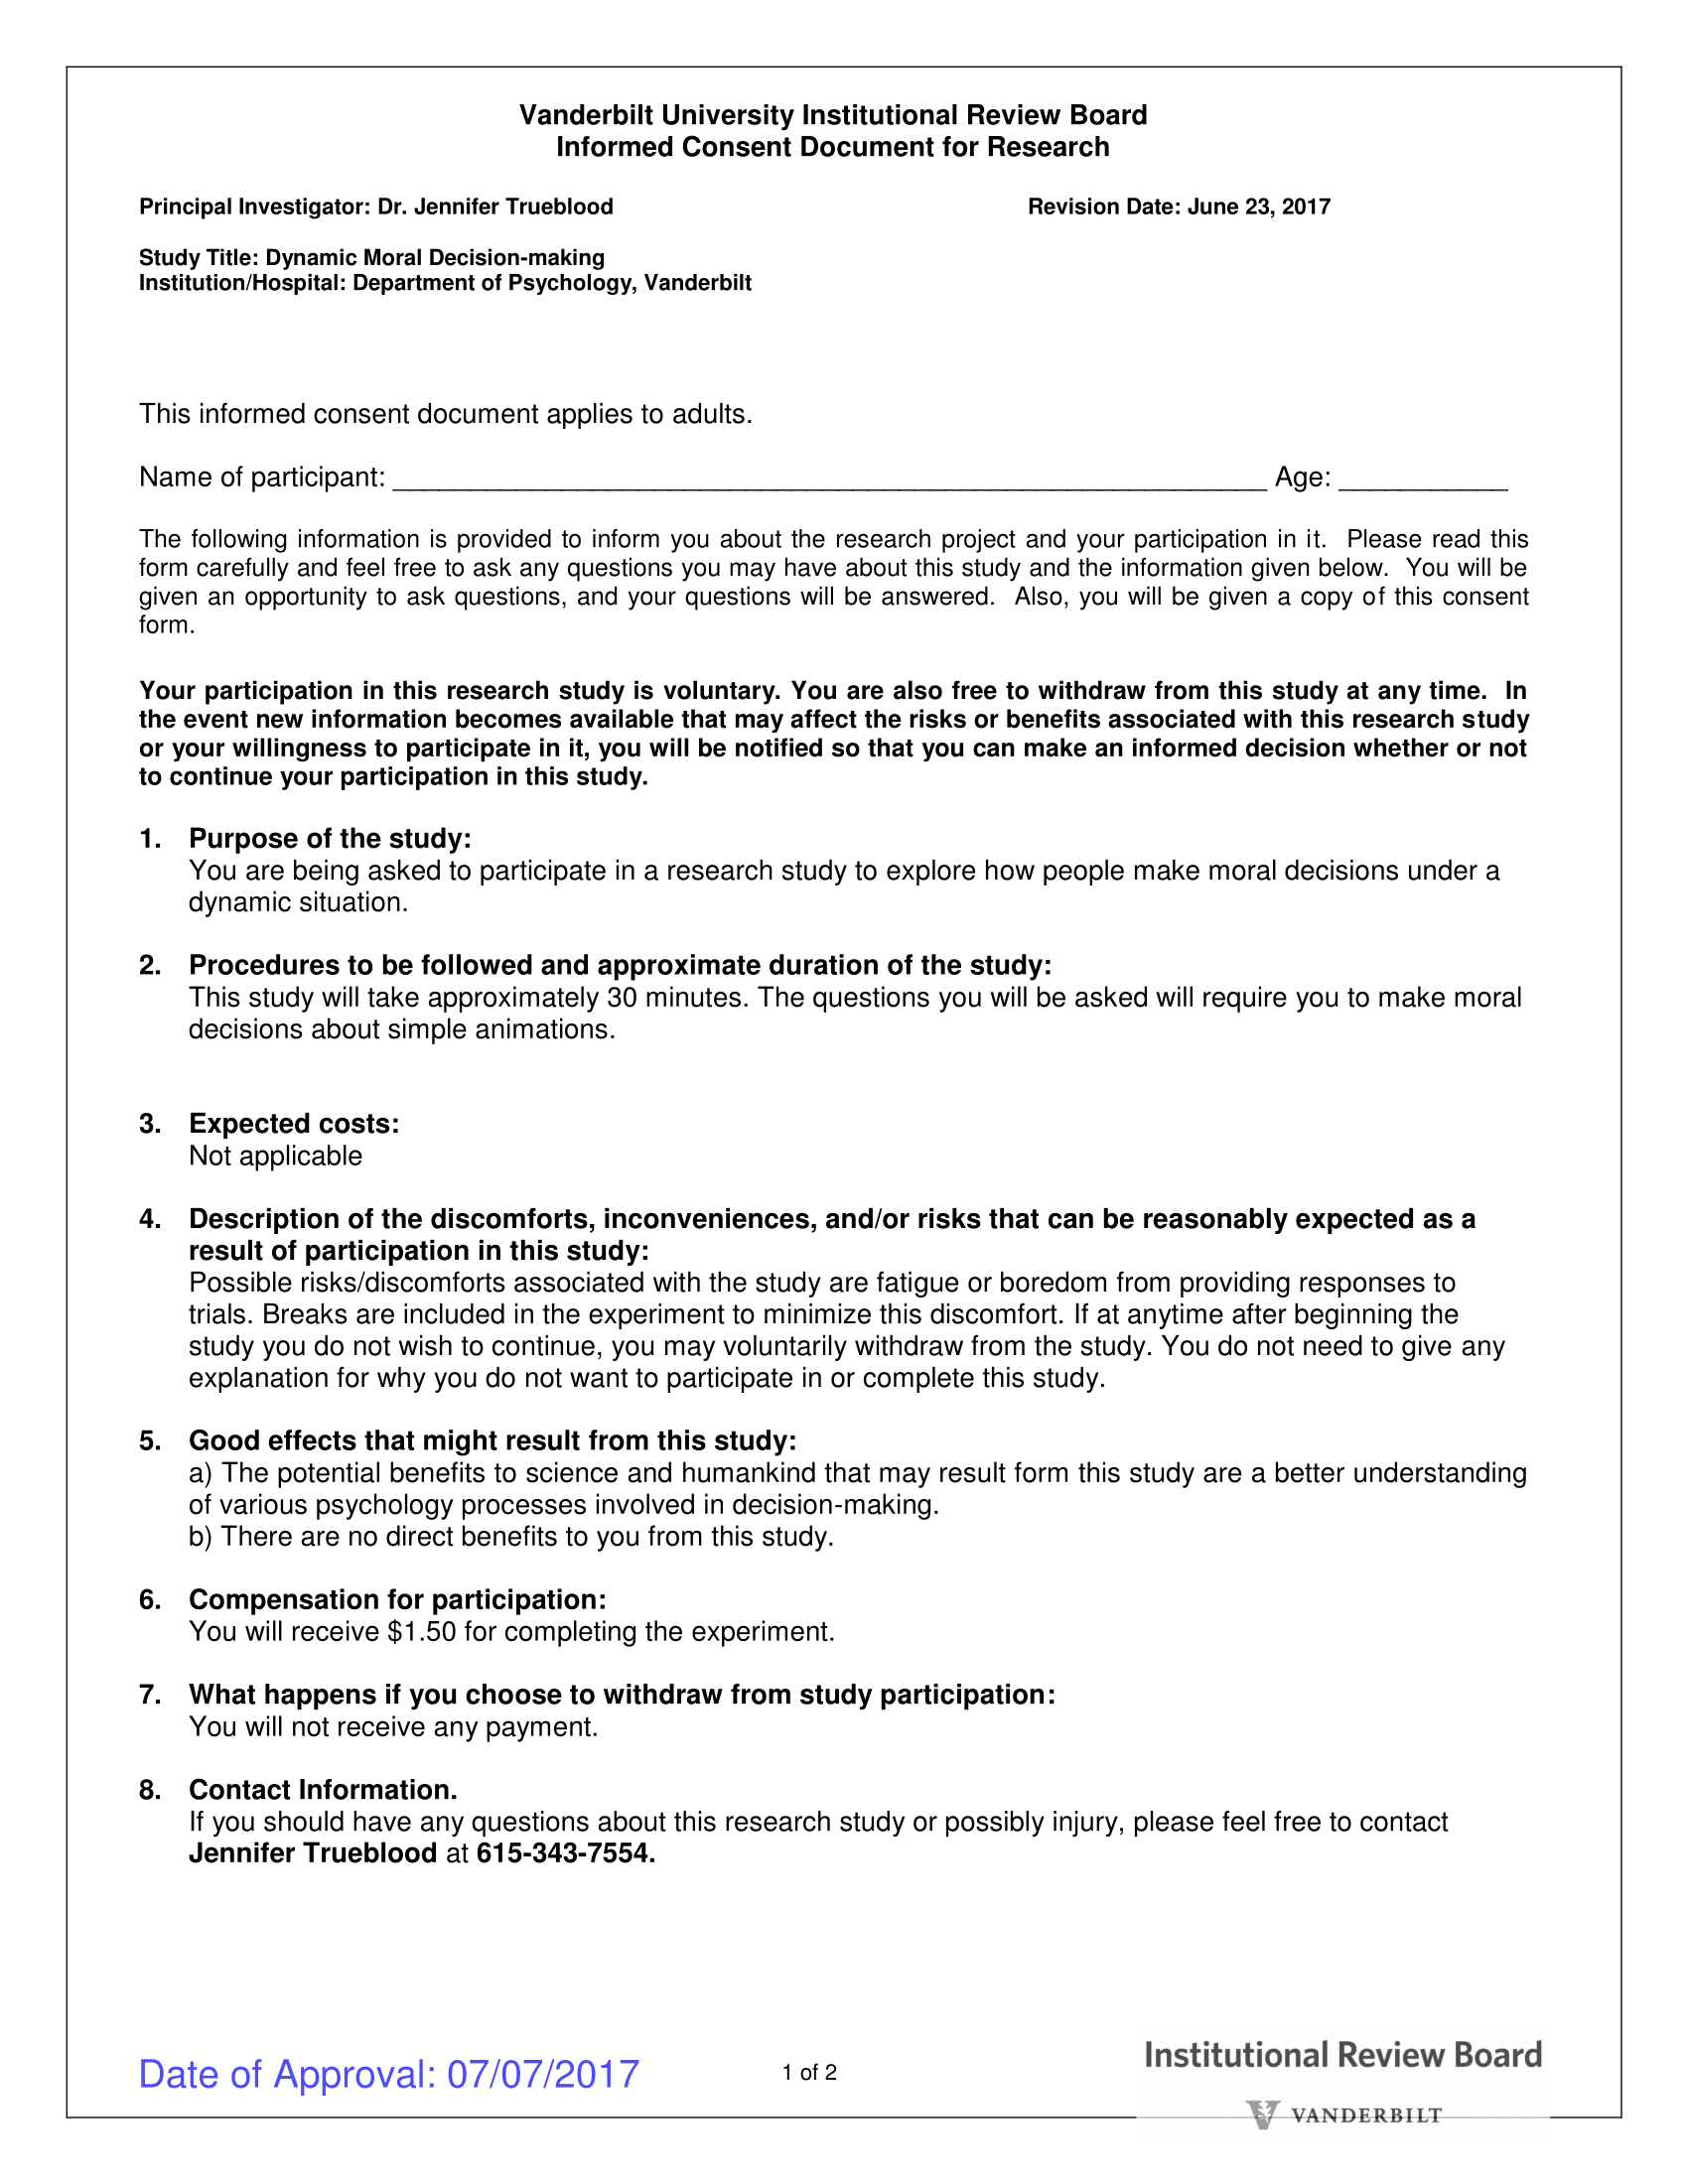 Vanderbilt University Institutional Review Board
Informed Consent Document for Research
Principal Investigator: Dr. Jennifer Trueblood Revision Date: June 23, 2017
Study Title: Dynamic Moral Decision-making
Institution/Hospital: Department of Psychology, Vanderbilt
This informed consent document applies to adults.
Name of participant: _________________________________________________________ Age: ___________
The following information is provided to inform you about the research project and your participation in it. Please read this
form carefully and feel free to ask any questions you may have about this study and the information given below. You will be
given an opportunity to ask questions, and your questions will be answered. Also, you will be given a copy of this consent
form.
Your participation in this research study is voluntary. You are also free to withdraw from this study at any time. In
the event new information becomes available that may affect the risks or benefits associated with this research study
or your willingness to participate in it, you will be notified so that you can make an informed decision whether or not
to continue your participation in this study.
1. Purpose of the study:
You are being asked to participate in a research study to explore how people make moral decisions under a
dynamic situation.
2. Procedures to be followed and approximate duration of the study:
This study will take approximately 30 minutes. The questions you will be asked will require you to make moral
decisions about simple animations.
3. Expected costs:
Not applicable
4. Description of the discomforts, inconveniences, and/or risks that can be reasonably expected as a
result of participation in this study:
Possible risks/discomforts associated with the study are fatigue or boredom from providing responses to
trials. Breaks are included in the experiment to minimize this discomfort. If at anytime after beginning the
study you do not wish to continue, you may voluntarily withdraw from the study. You do not need to give any
explanation for why you do not want to participate in or complete this study.
5. Good effects that might result from this study:
a) The potential benefits to science and humankind that may result form this study are a better understanding
of various psychology processes involved in decision-making.
b) There are no direct benefits to you from this study.
6. Compensation for participation:
You will receive $1.50 for completing the experiment.
7. What happens if you choose to withdraw from study participation:
You will not receive any payment.
8. Contact Information.
If you should have any questions about this research study or possibly injury, please feel free to contact
Jennifer Trueblood at 615-343-7554.
Date of Approval: 07/07/2017
1 of 2
Institutional Review Board
VANDERBILT